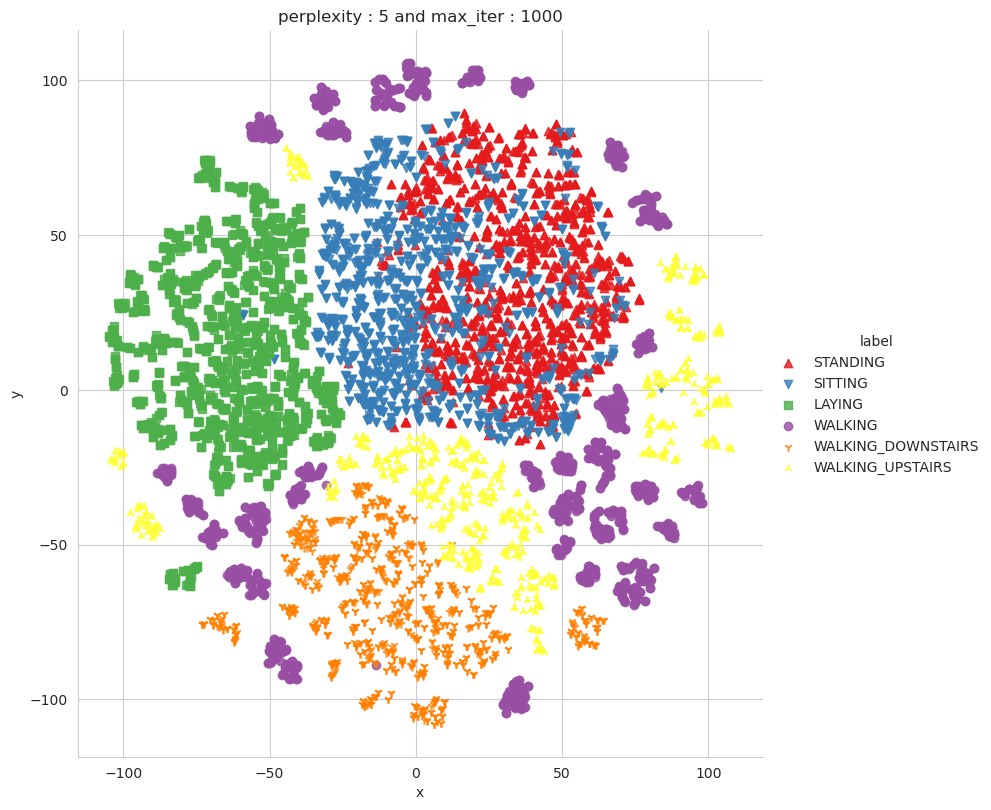 perplexity : 5 and max_iter : 1000
100
50
0
−50
−100
y
−100
−50
0
50
100
x
label
STANDING
SITTING
LAYING
WALKING
WALKING_DOWNSTAIRS
WALKING_UPSTAIRS